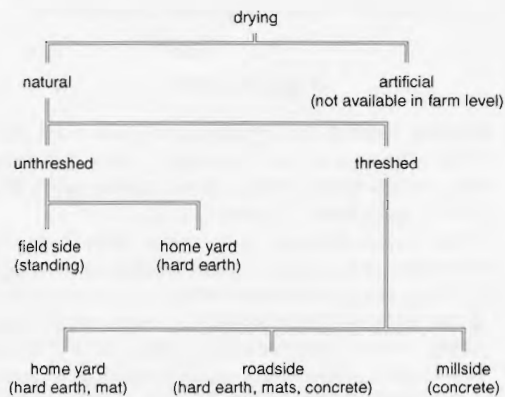 drying
natural
artificial
(not available in farm level)
unthreshed
threshed
field side
(standing)
home yard
(hard earth)
home yard
(hard earth, mat)
roadside
(hard earth, mats, concrete)
millside
(concrete)